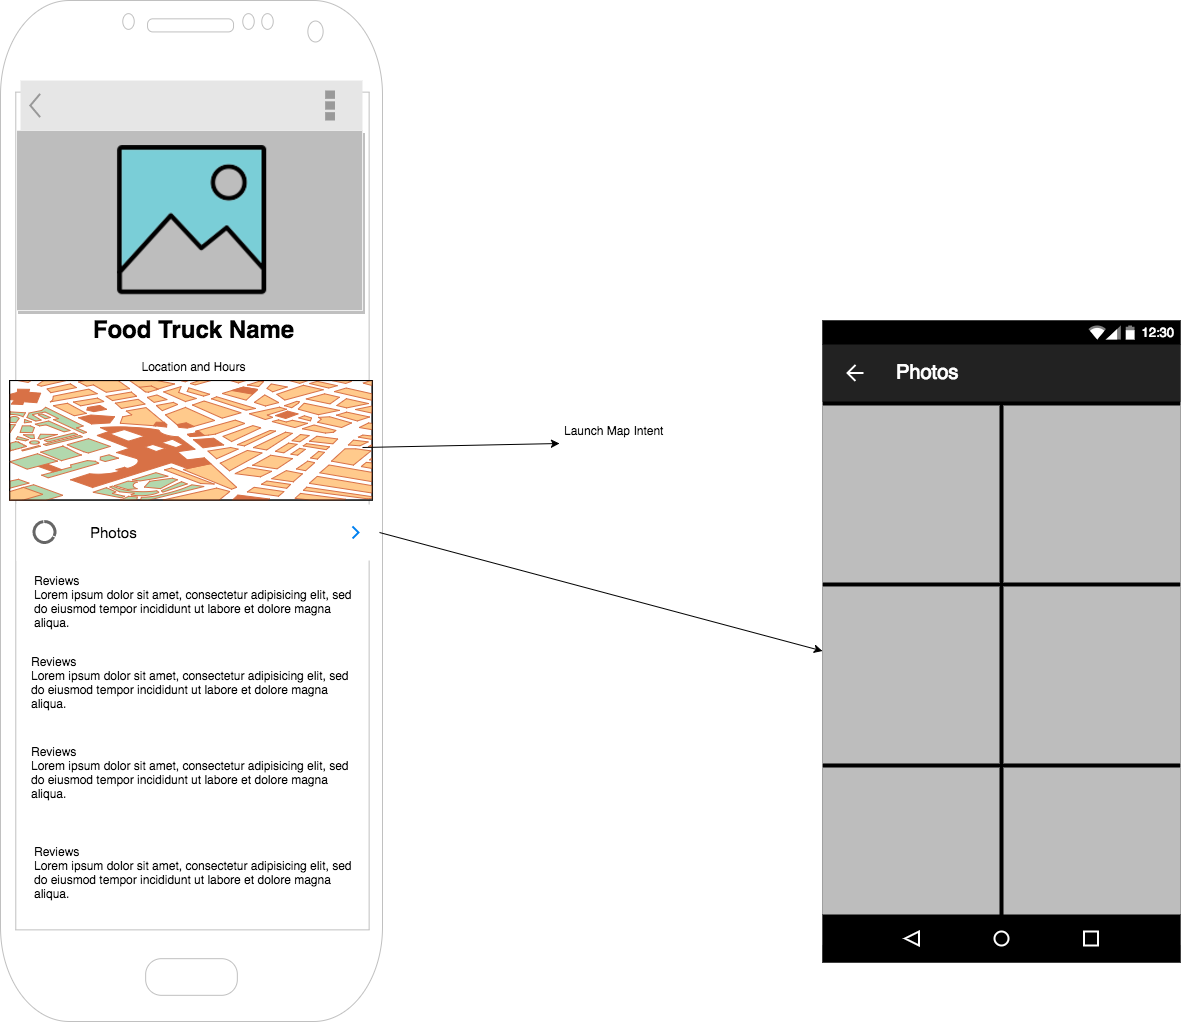 Food Truck Name
Location and Hours
Launch Map Intent
Photos
Reviews
Lorem ipsum dolor sit amet, consectetur adipisicing elit, sed
do eiusmod tempor incididunt ut labore et dolore magna
aliqua.
Reviews
Lorem ipsum dolor sit amet, consectetur adipisicing elit, sed
do eiusmod tempor incididunt ut labore et dolore magna
aliqua.
Reviews
Lorem ipsum dolor sit amet, consectetur adipisicing elit, sed
do eiusmod tempor incididunt ut labore et dolore magna
aliqua.
Reviews
Lorem ipsum dolor sit amet, consectetur adipisicing elit, sed
do eiusmod tempor incididunt ut labore et dolore magna
aliqua.
12:30
Photos